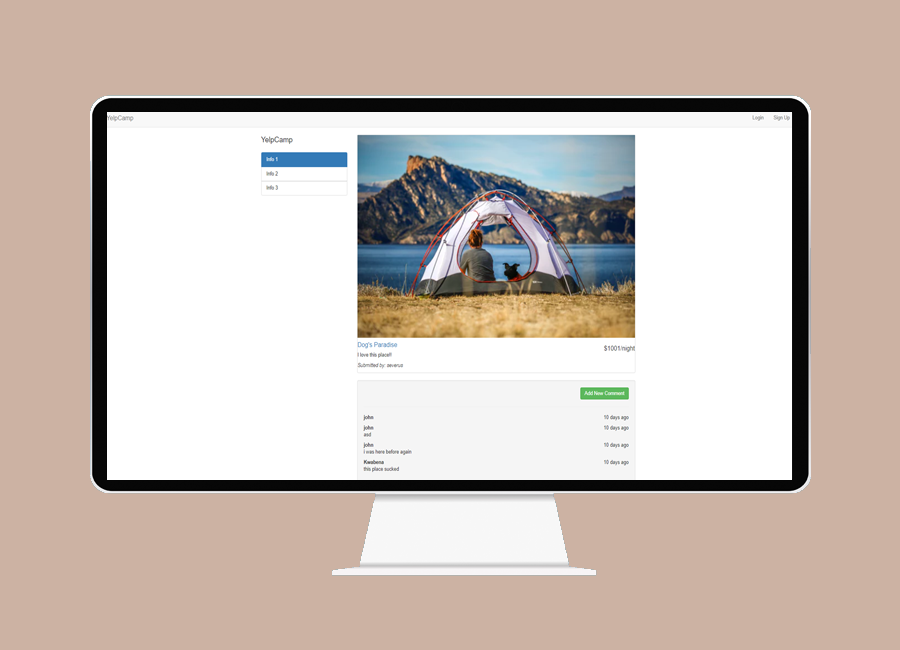 YelpCamp
Login Sign Up
YelpCamp
Info 1
Info 2
Info 3
Dog's Paradise
$1001/night
I love this place!!
Submitted by: severus
Add New Comment
john 10 days ago
john 10 days ago
asd
john 10 days ago
i was here before again
Kwabena 10 days ago
this place sucked